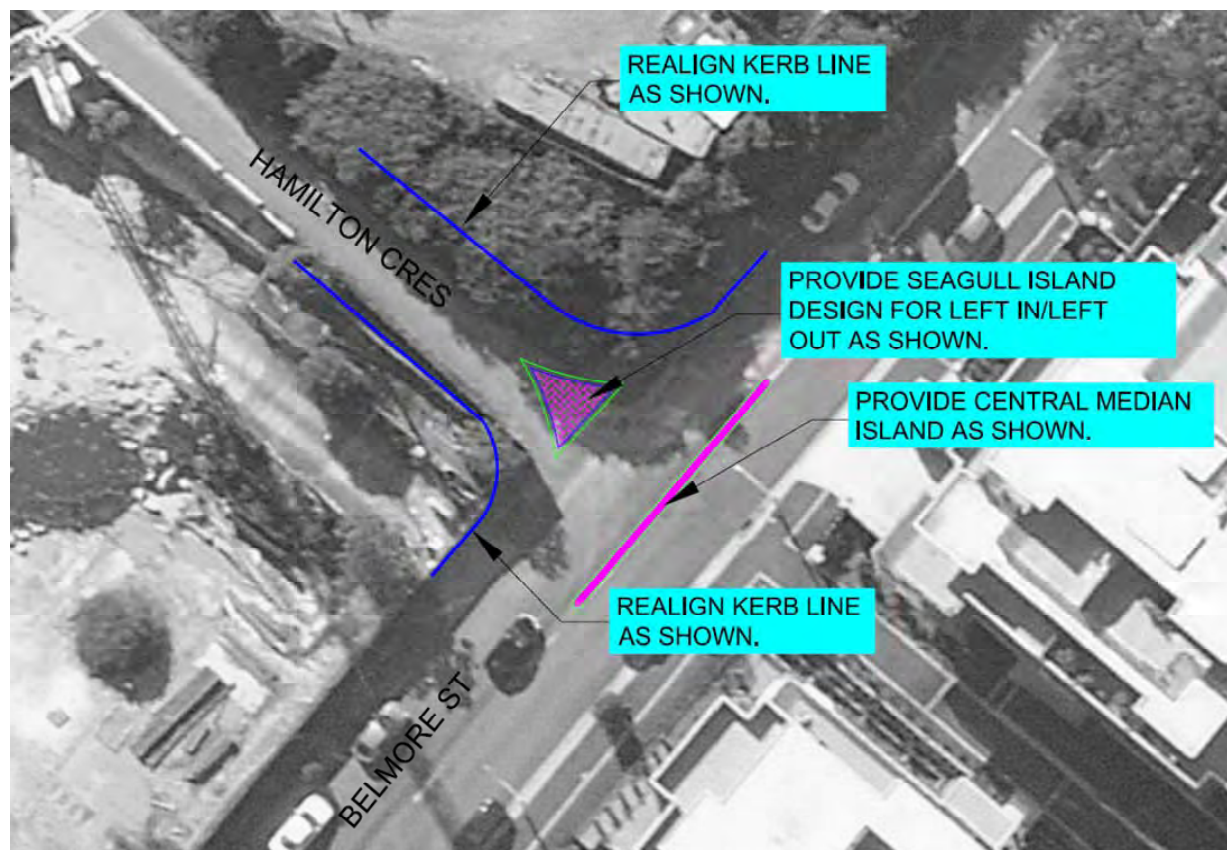 REALIGN KERB LINE
AS SHOWN.
HAMILTON CRES
PROVIDE SEAGULL ISLAND
DESIGN FOR LEFT IN/LEFT
OUT AS SHOWN.
PROVIDE CENTRAL MEDIAN
ISLAND AS SHOWN.
REALIGN KERB LINE
AS SHOWN.
BELMORE ST